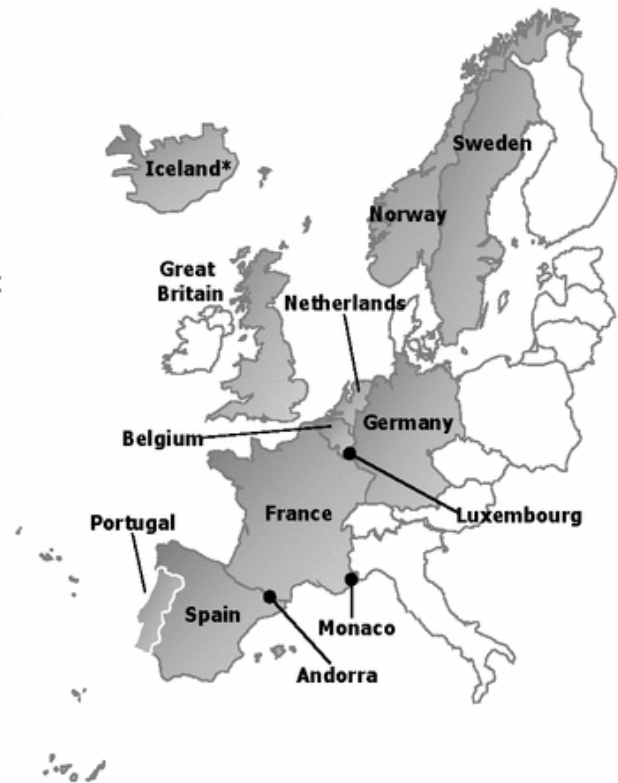 Sweden
Iceland*
Norway
Great
Britain
Netherlands
Germany
Belgium
Luxembourg
France
Portugal
Spain
Monaco
Andorra